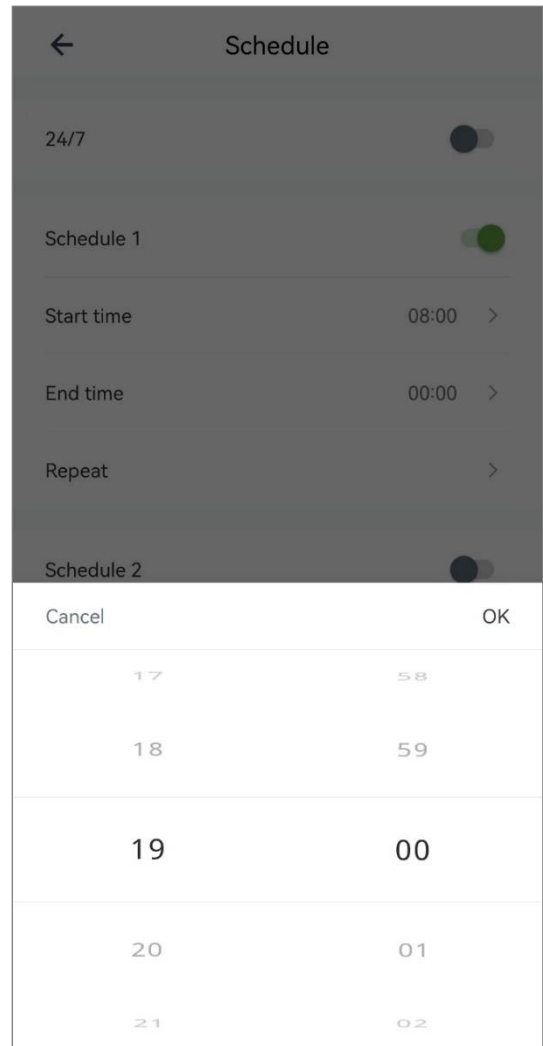 Schedule
24/7
Schedule 1
Start time 08:00
End time 00:00
Repeat
Schedule 2
Cancel OK
17 58
18 59
19 00
20 01
21 02